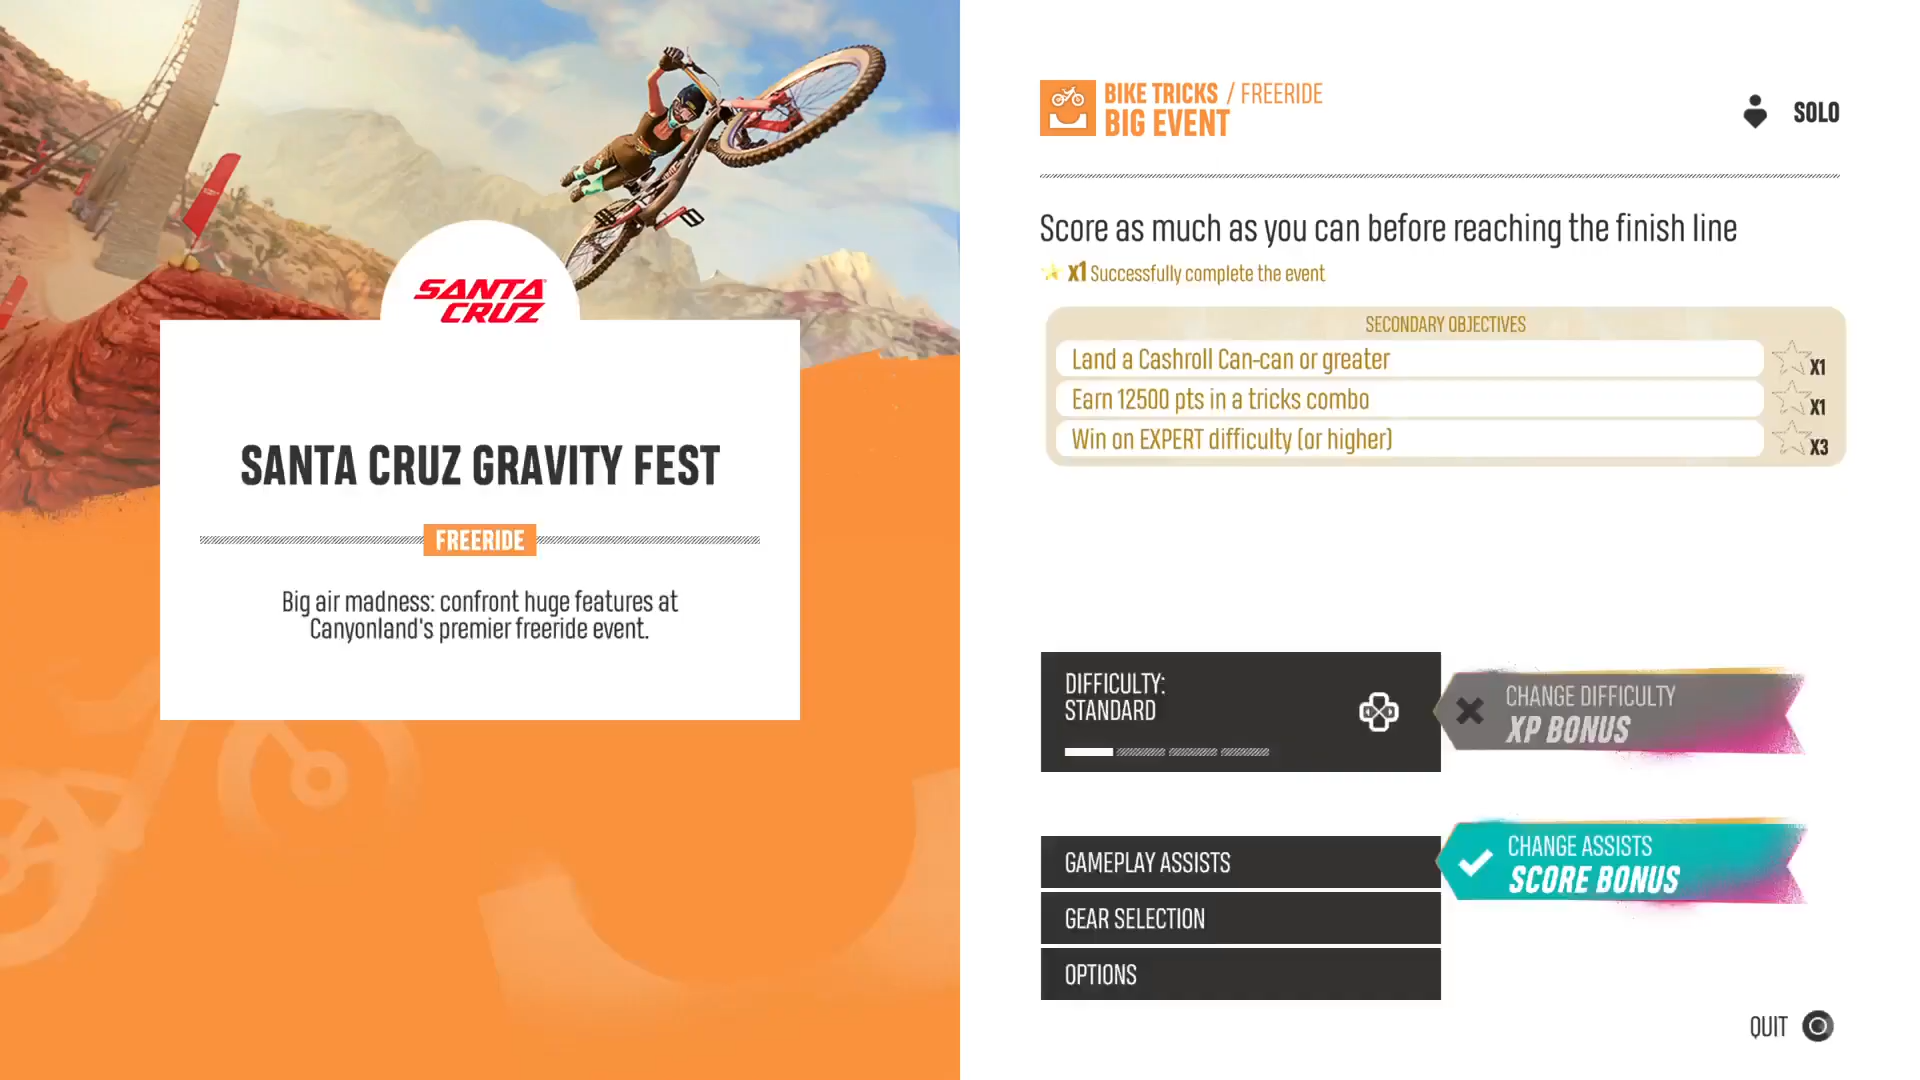 SANTA
CRUZ
SANTA CRUZ GRAVITY FEST
FREERIDE
Big air madness: confront huge features at
Canyonland's premier freeride event.
BIKE TRICKS / FREERIDE
BIG EVENT
SOLO
Score as much as you can before reaching the finish line
x1 Successfully complete the event
SECONDARY OBJECTIVES
Land a Cashroll Can-can or greater
X1
Earn 12500 pts in a tricks combo
X1
Win on EXPERT difficulty (or higher)
X3
DIFFICULTY:
STANDARD
CHANGE DIFFICULTY
XP BONUS
GAMEPLAY ASSISTS
CHANGE ASSISTS
SCORE BONUS
GEAR SELECTION
OPTIONS
QUIT